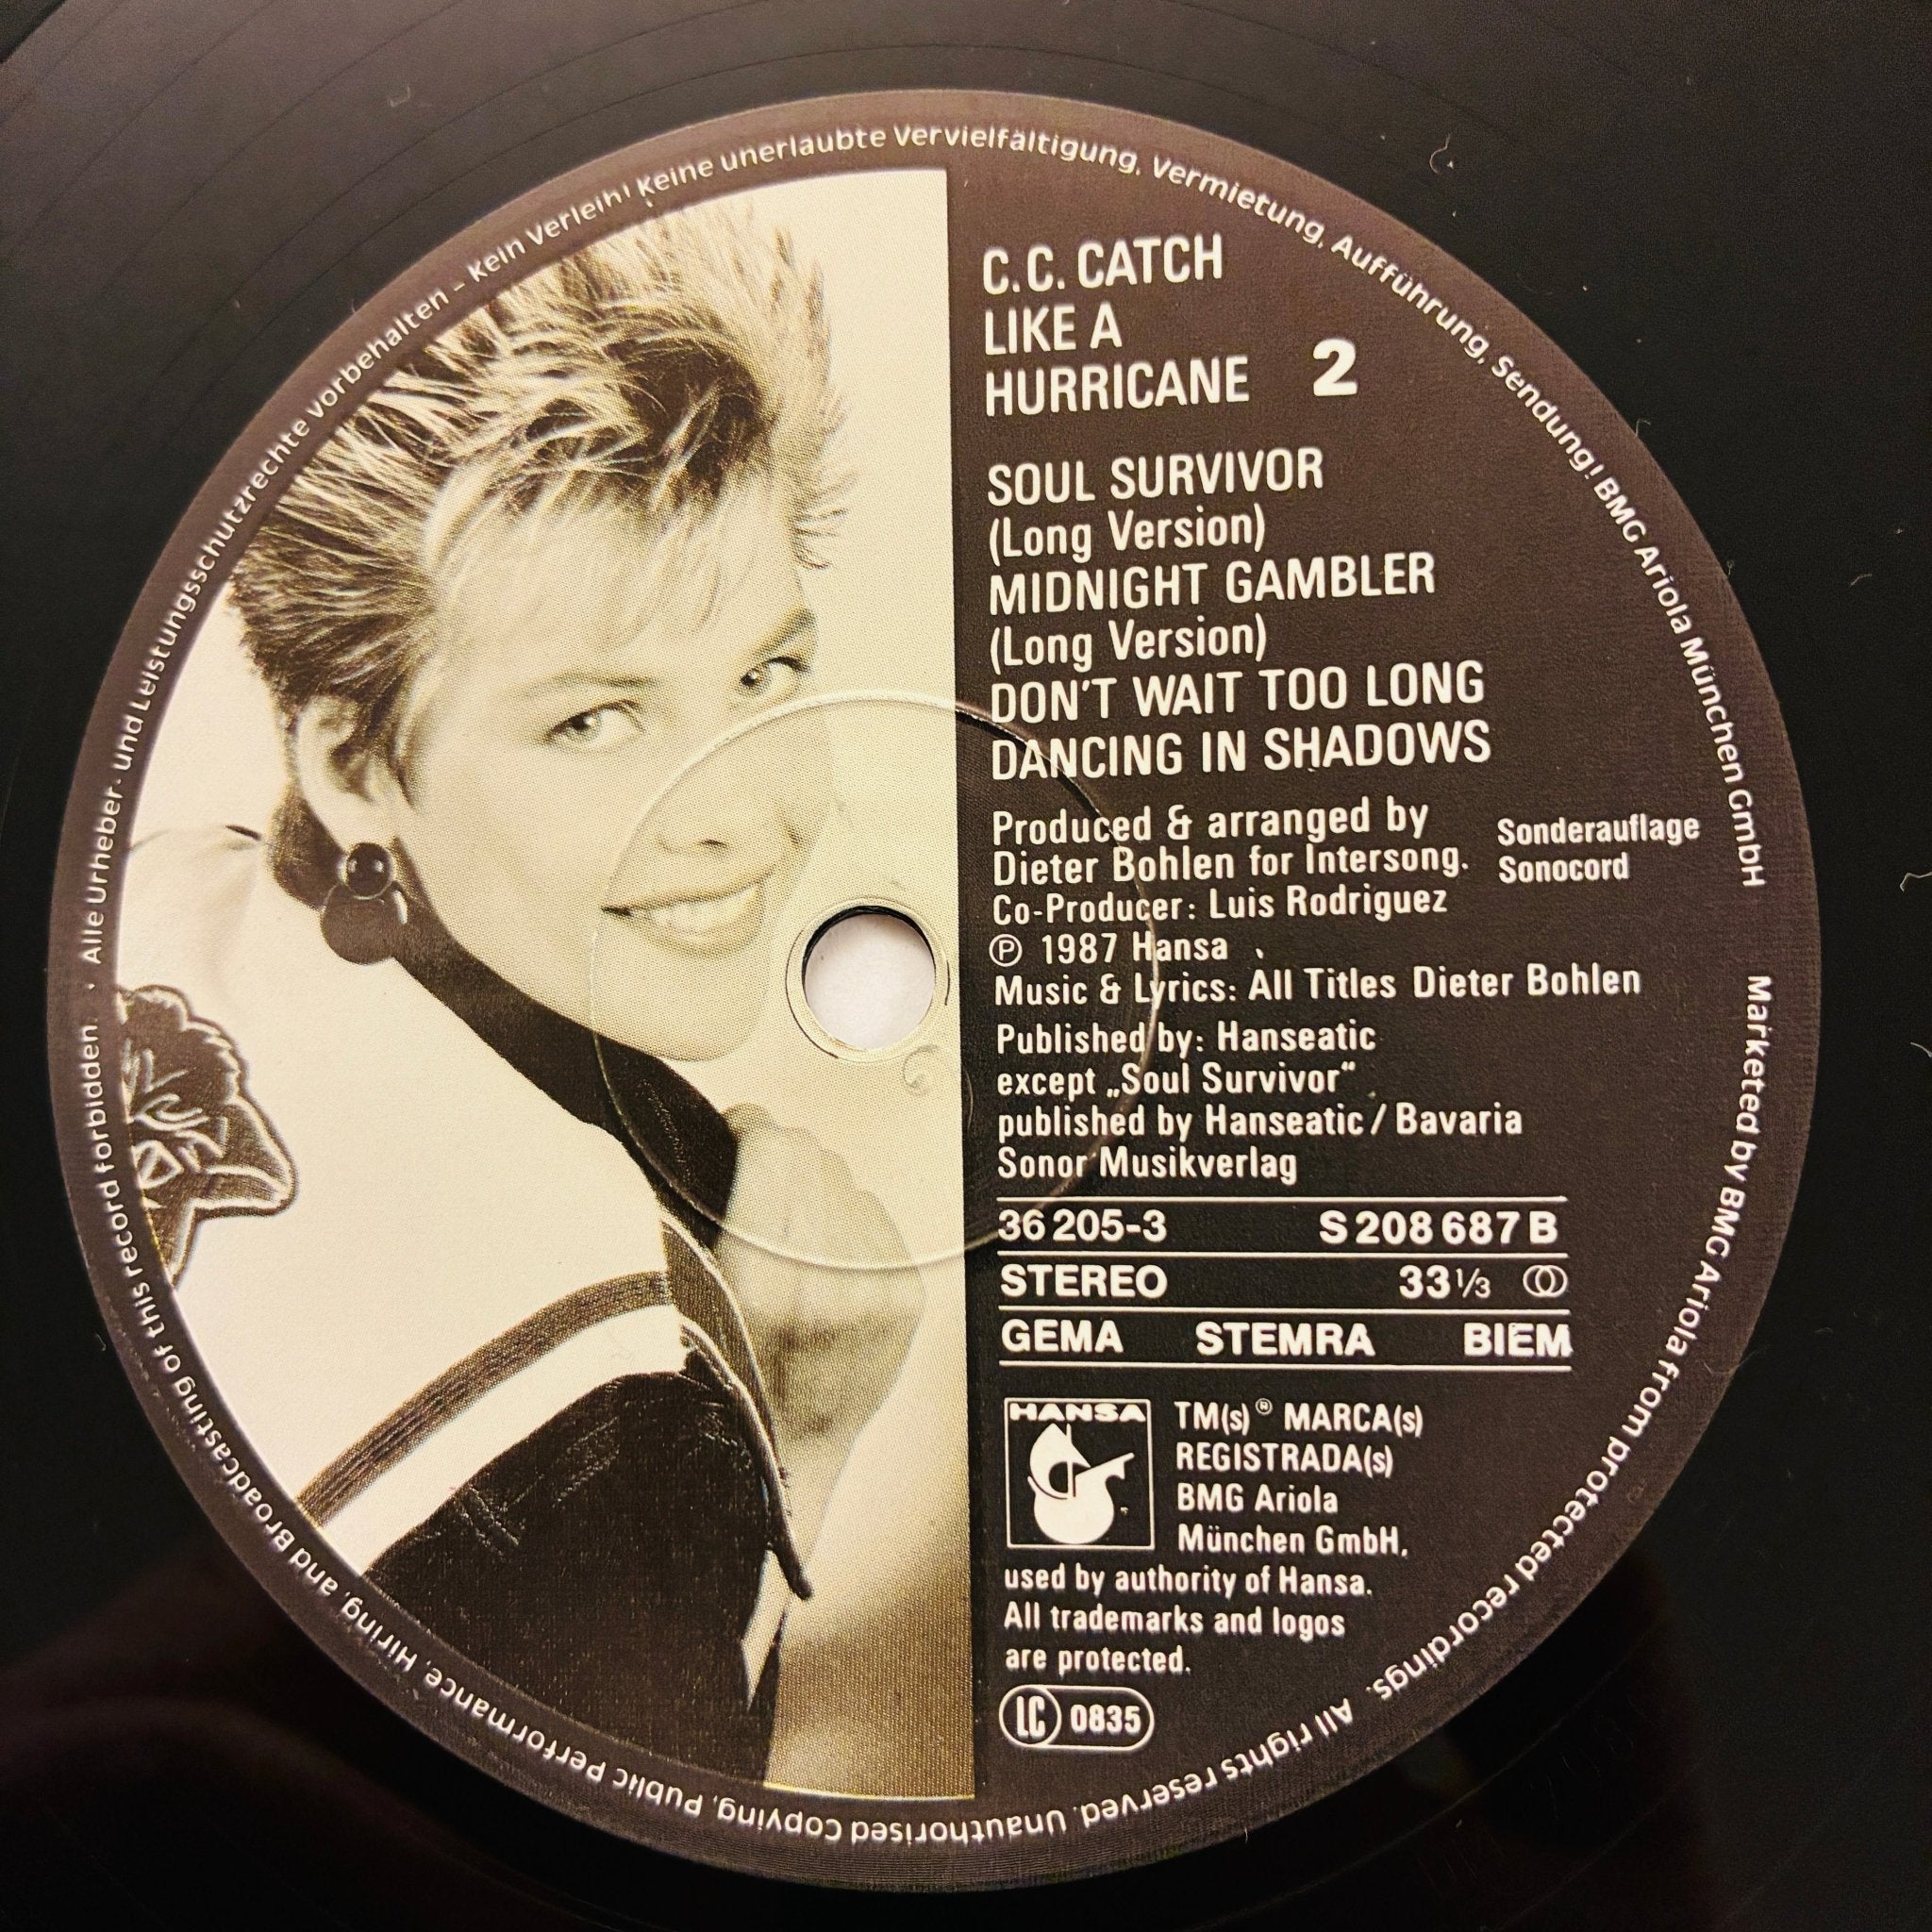 C.C. CATCH
LIKE A
HURRICANE 2
SOUL SURVIVOR
(Long Version)
MIDNIGHT GAMBLER
(Long Version)
DON'T WAIT TOO LONG
DANCING IN SHADOWS
Produced & arranged by
Dieter Bohlen for Intersong.
Co-Producer: Luis Rodriguez
Sonderauflage
Sonocord
Ⓟ 1987 Hansa
Music & Lyrics: All Titles Dieter Bohlen
Published by: Hanseatic
except „Soul Survivor“
published by Hanseatic / Bavaria
Sonor Musikverlag
36 205-3 S 208 687 B
STEREO 33 1/3
GEMA STEMRA BIEM
HANSA
TM(s) ® MARCA(s)
REGISTRADA(s)
BMG Ariola
München GmbH,
used by authority of Hansa.
All trademarks and logos
are protected.
LC 0835
Alle Urheber- und Leistungsschutzrechte vorbehalten – Kein Verleih! Keine unerlaubte Vervielfältigung, Vermietung, Aufführung, Sendung! BMG Ariola München GmbH
Marketed by BMG Ariola from protected recordings. All rights reserved. Unauthorised Copying, Public Performance, Hiring, and Broadcasting of this record forbidden.